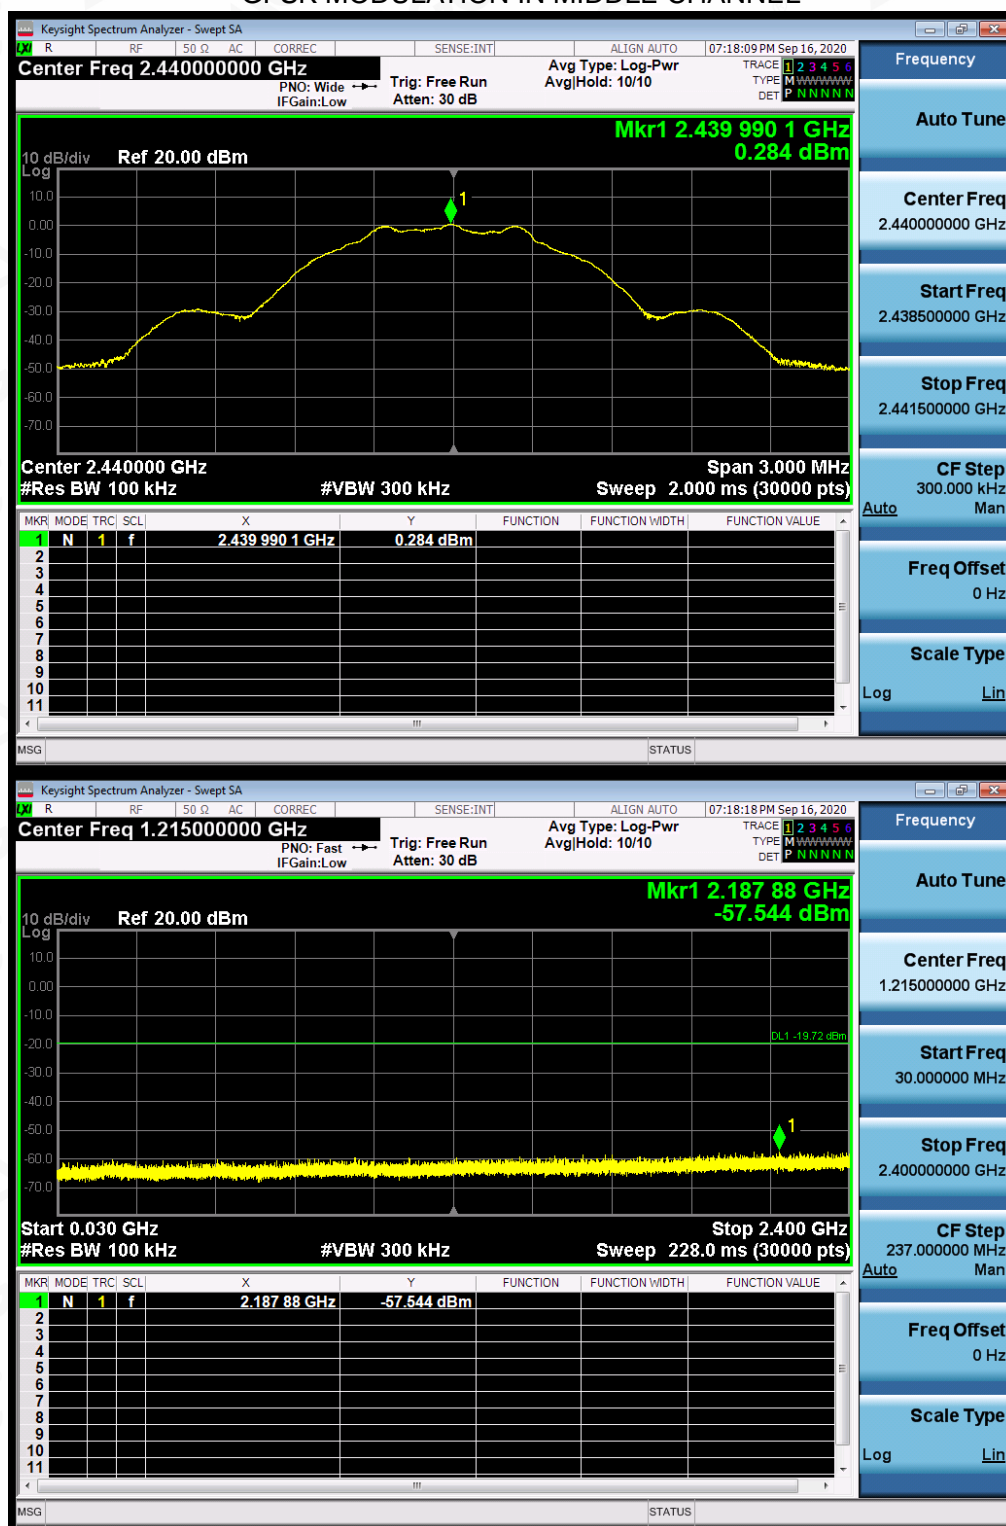 GFSK MODULATION IN MIDDLE CHANNEL
Keysight Spectrum Analyzer - Swept SA
LXI R RF 50 Ω AC CORREC SENSE:INT ALIGN AUTO 07:18:09 PM Sep 16, 2020
Center Freq 2.440000000 GHz
PNO: Wide
IFGain:Low
Trig: Free Run
Atten: 30 dB
Avg Type: Log-Pwr
Avg|Hold: 10/10
TRACE 1 2 3 4 5 6
TYPE M WWWWW
DET P N N N N N
Mkr1 2.439 990 1 GHz
0.284 dBm
10 dB/div Ref 20.00 dBm
Log
10.0
0.00
-10.0
-20.0
-30.0
-40.0
-50.0
-60.0
-70.0
1
Center 2.440000 GHz Span 3.000 MHz
#Res BW 100 kHz #VBW 300 kHz Sweep 2.000 ms (30000 pts)
MKR MODE TRC SCL X Y FUNCTION FUNCTION WIDTH FUNCTION VALUE
1 N 1 f 2.439 990 1 GHz 0.284 dBm
2
3
4
5
6
7
8
9
10
11
MSG STATUS
Frequency
Auto Tune
Center Freq
2.440000000 GHz
Start Freq
2.438500000 GHz
Stop Freq
2.441500000 GHz
CF Step
300.000 kHz
Auto Man
Freq Offset
0 Hz
Scale Type
Log Lin
Keysight Spectrum Analyzer - Swept SA
LXI R RF 50 Ω AC CORREC SENSE:INT ALIGN AUTO 07:18:18 PM Sep 16, 2020
Center Freq 1.215000000 GHz
PNO: Fast
IFGain:Low
Trig: Free Run
Atten: 30 dB
Avg Type: Log-Pwr
Avg|Hold: 10/10
TRACE 1 2 3 4 5 6
TYPE M WWWWW
DET P N N N N N
Mkr1 2.187 88 GHz
-57.544 dBm
10 dB/div Ref 20.00 dBm
Log
10.0
0.00
-10.0
-20.0
-30.0
-40.0
-50.0
-60.0
-70.0
DL1 -19.72 dBm
1
Start 0.030 GHz Stop 2.400 GHz
#Res BW 100 kHz #VBW 300 kHz Sweep 228.0 ms (30000 pts)
MKR MODE TRC SCL X Y FUNCTION FUNCTION WIDTH FUNCTION VALUE
1 N 1 f 2.187 88 GHz -57.544 dBm
2
3
4
5
6
7
8
9
10
11
MSG STATUS
Frequency
Auto Tune
Center Freq
1.215000000 GHz
Start Freq
30.000000 MHz
Stop Freq
2.400000000 GHz
CF Step
237.000000 MHz
Auto Man
Freq Offset
0 Hz
Scale Type
Log Lin